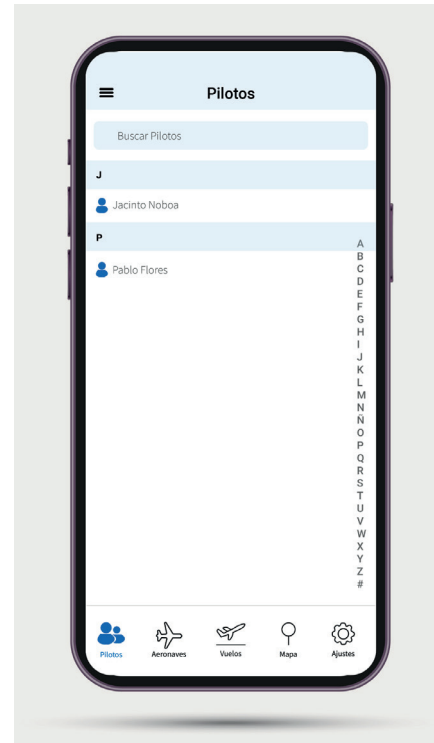 Pilotos
Buscar Pilotos
J
Jacinto Noboa
P
Pablo Flores
A
B
C
D
E
F
G
H
I
J
K
L
M
N
Ñ
O
P
Q
R
S
T
U
V
W
X
Y
Z
#
Pilotos Aeronaves Vuelos Mapa Ajustes